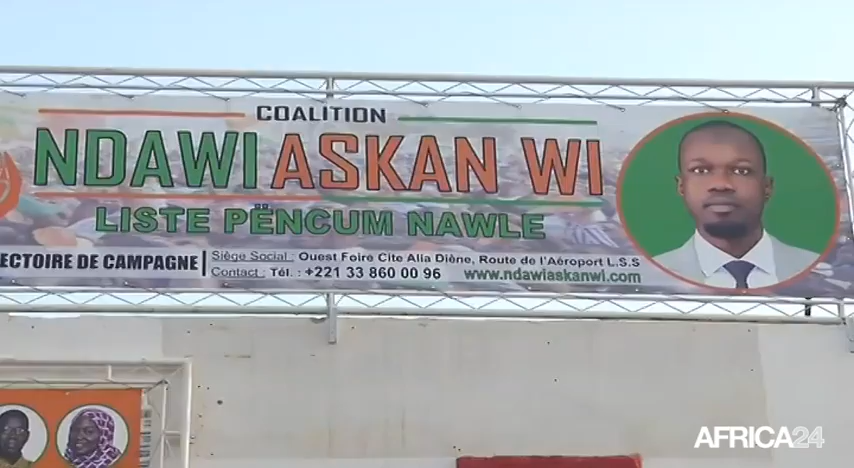 COALITION
NDAWI ASKAN WI
LISTE PËNCUM NAWLE
ECTOIRE DE CAMPAGNE
Siège Social : Ouest Foire Cite Alia Diène, Route de l'Aéroport L.S.S
Contact : Tél. : +221 33 860 00 96 www.ndawiaskanwi.com
AFRICA24